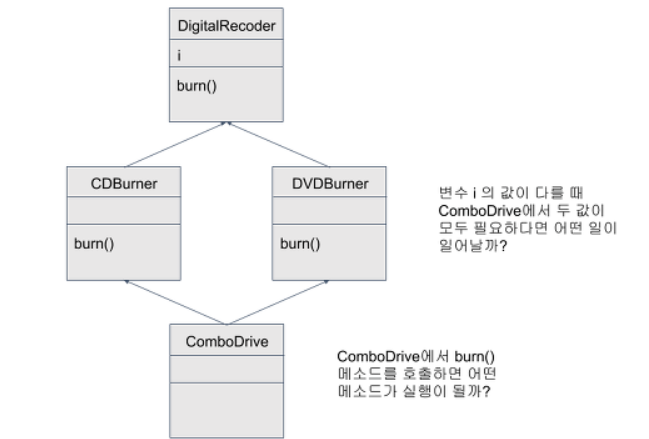 DigitalRecoder
i
burn()
CDBurner
burn()
DVDBurner
burn()
변수 i 의 값이 다를 때
ComboDrive에서 두 값이
모두 필요하다면 어떤 일이
일어날까?
ComboDrive
ComboDrive에서 burn()
메소드를 호출하면 어떤
메소드가 실행이 될까?